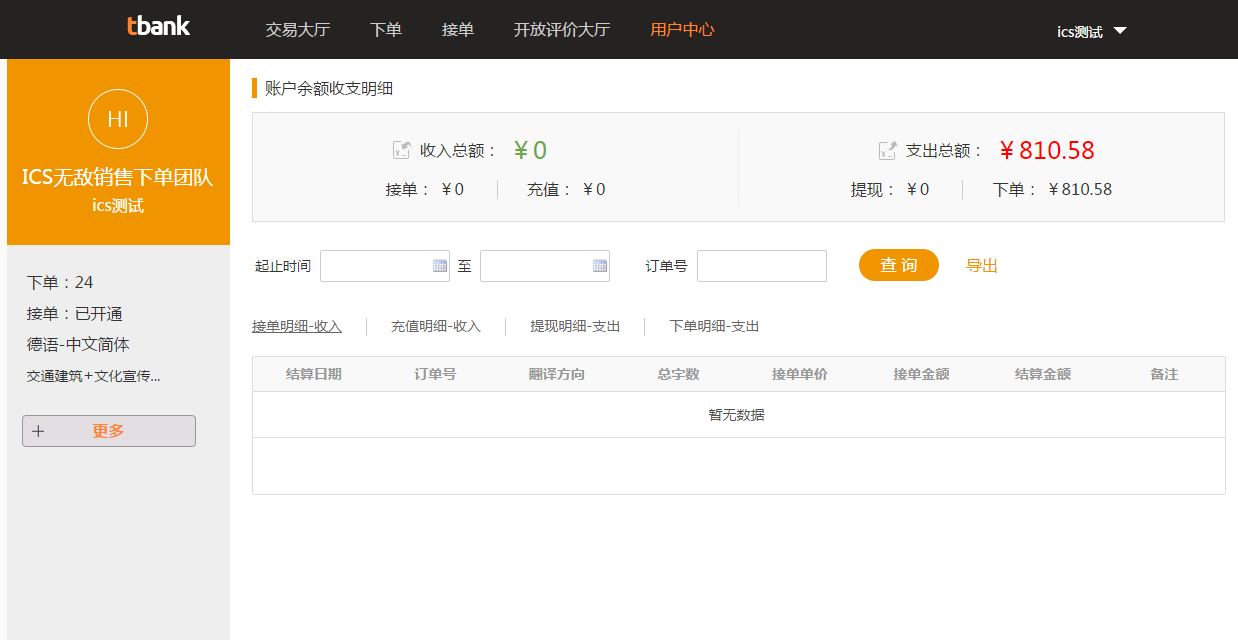 tbank 交易大厅 下单 接单 开放评价大厅 用户中心 ics测试
HI
ICS无敌销售下单团队
ics测试
下单：24
接单：已开通
德语-中文简体
交通建筑+文化宣传...
+ 更多
账户余额收支明细
收入总额： ¥0
接单： ¥0 充值： ¥0
支出总额： ¥810.58
提现： ¥0 下单： ¥810.58
起止时间 至 订单号 查询 导出
接单明细-收入 充值明细-收入 提现明细-支出 下单明细-支出
结算日期 订单号 翻译方向 总字数 接单单价 接单金额 结算金额 备注
暂无数据